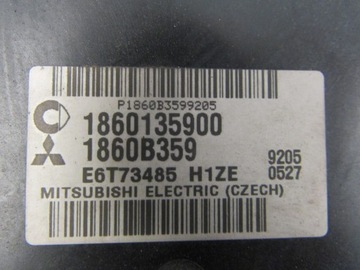 P1860B3599205
1860135900
1860B359 9205
E6T73485 H1ZE 0527
MITSUBISHI ELECTRIC (CZECH)